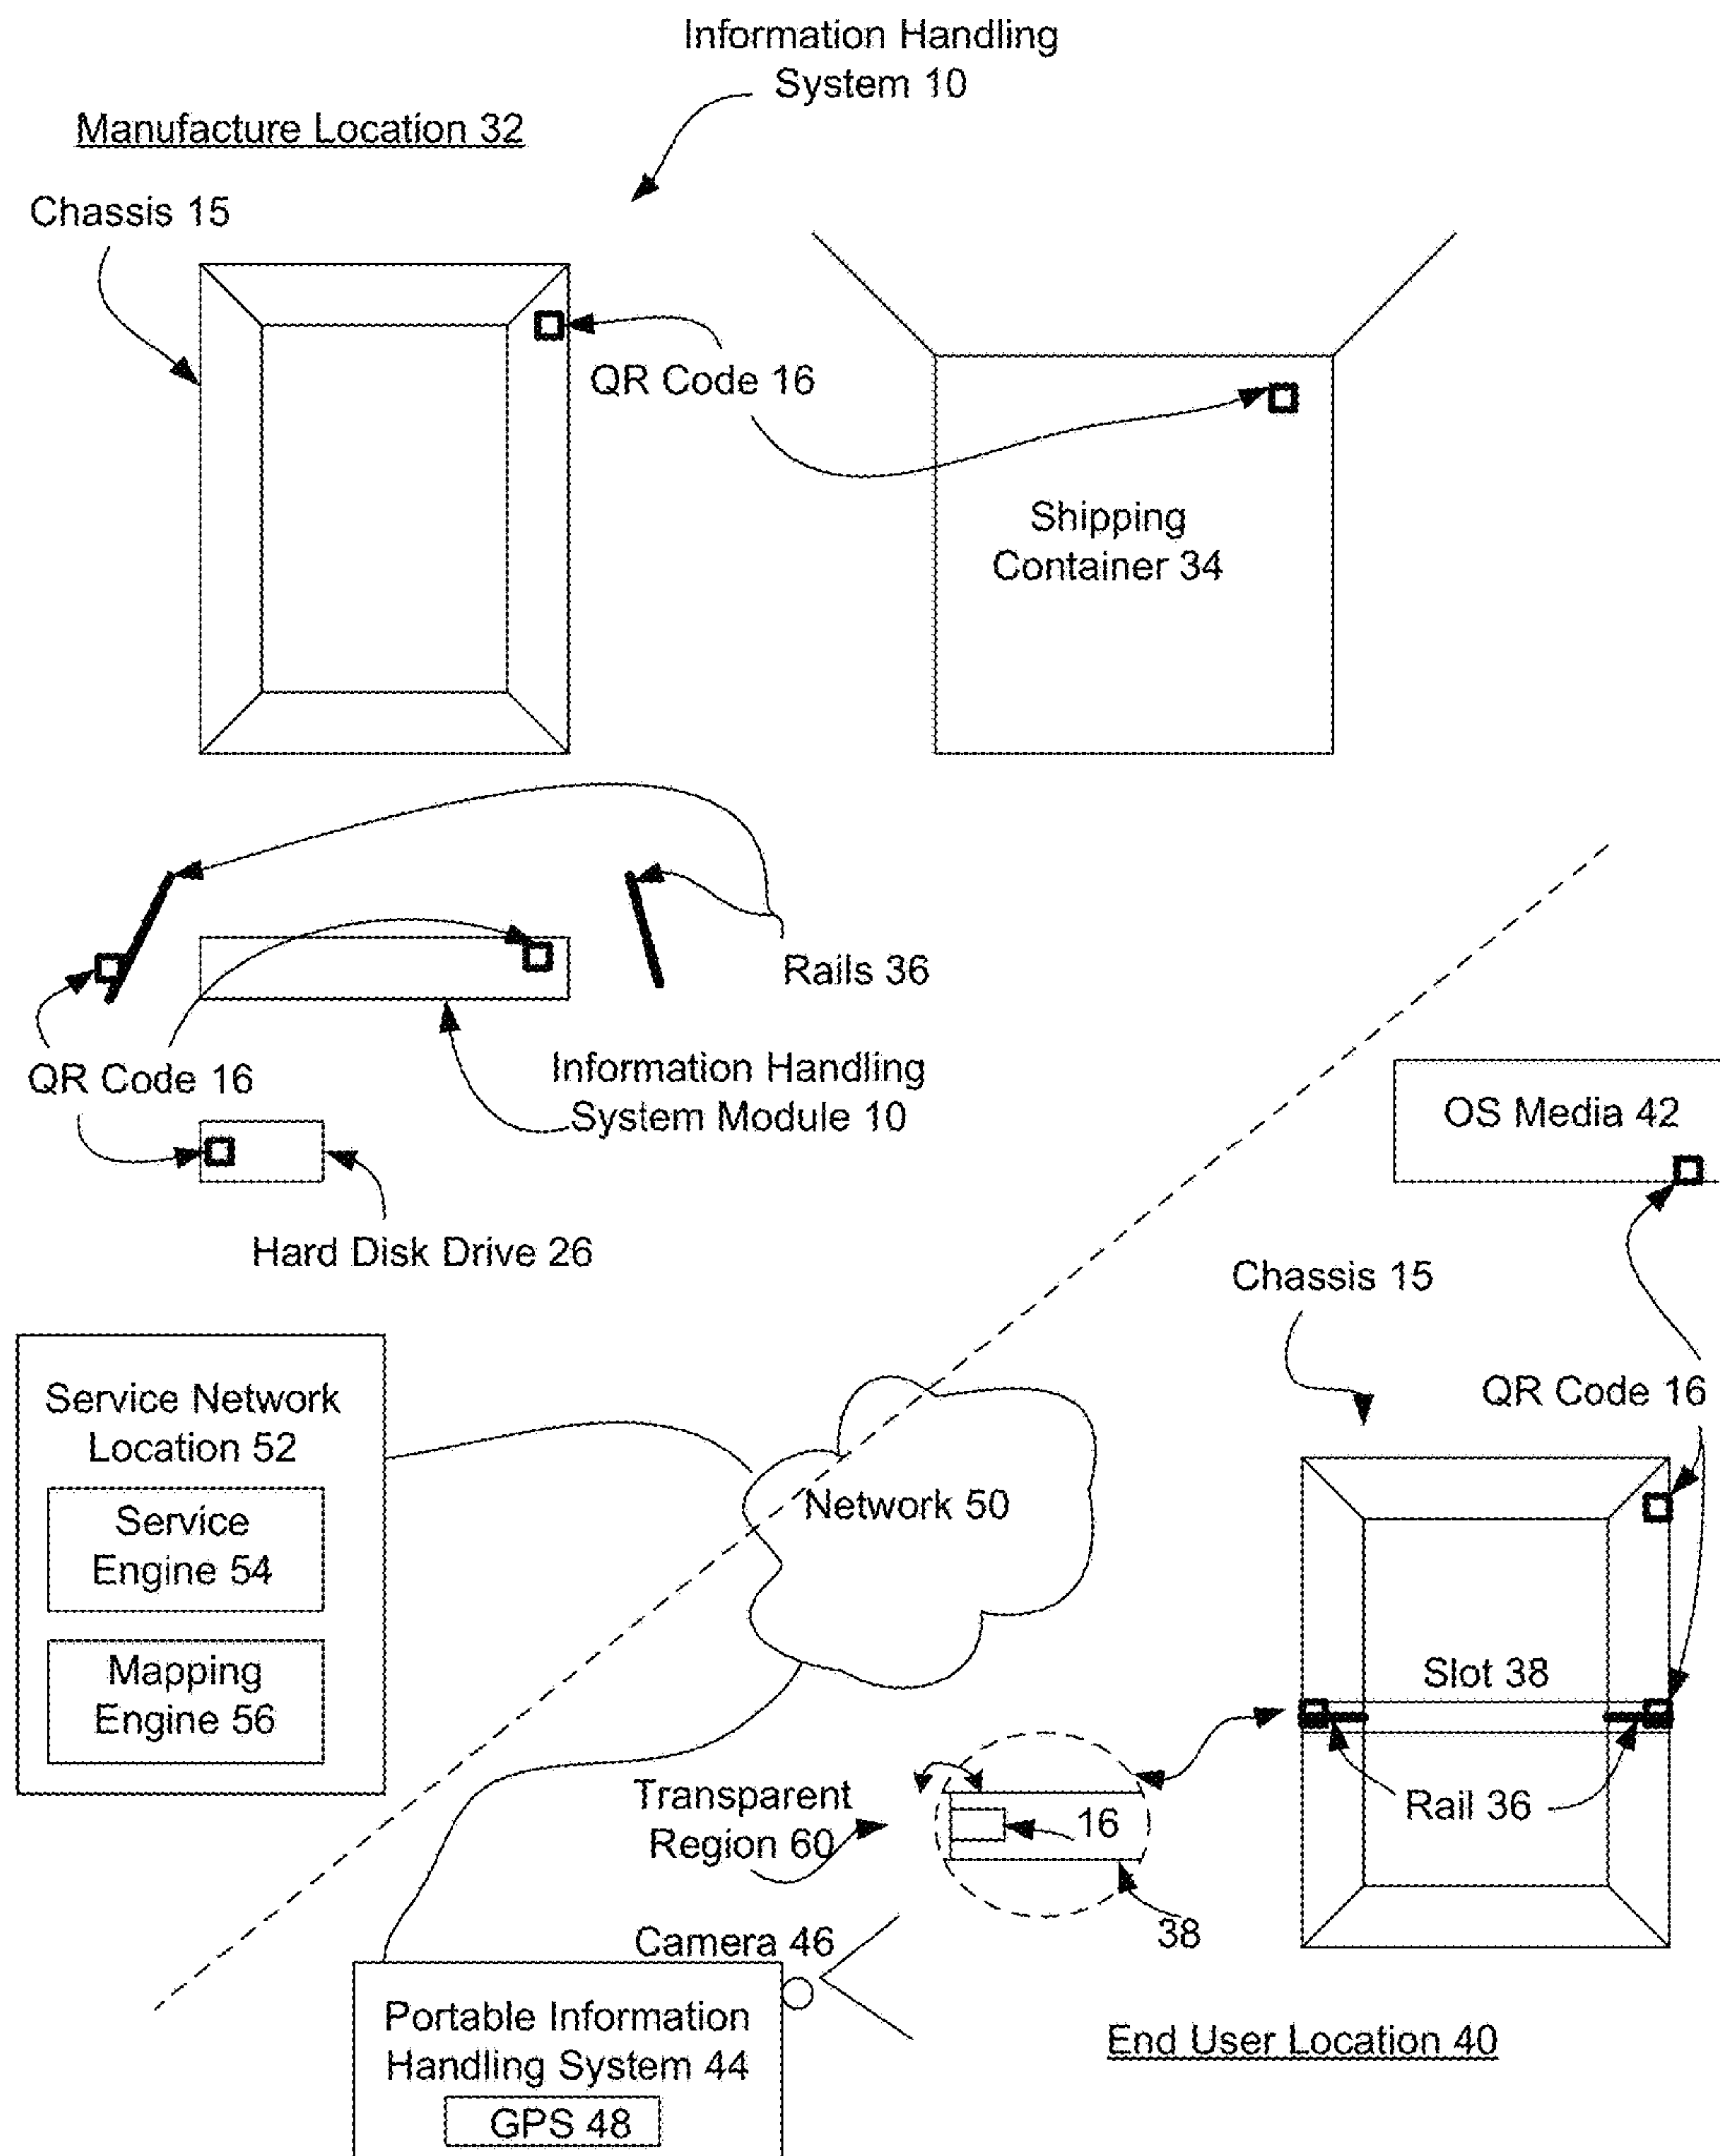 Information Handling
System 10
Manufacture Location 32
Chassis 15
QR Code 16
Shipping
Container 34
Rails 36
QR Code 16
Information Handling
System Module 10
OS Media 42
Hard Disk Drive 26
Chassis 15
Service Network
Location 52
QR Code 16
Service
Engine 54
Network 50
Mapping
Engine 56
Slot 38
Transparent
Region 60
16
Rail 36
38
Camera 46
Portable Information
Handling System 44
GPS 48
End User Location 40